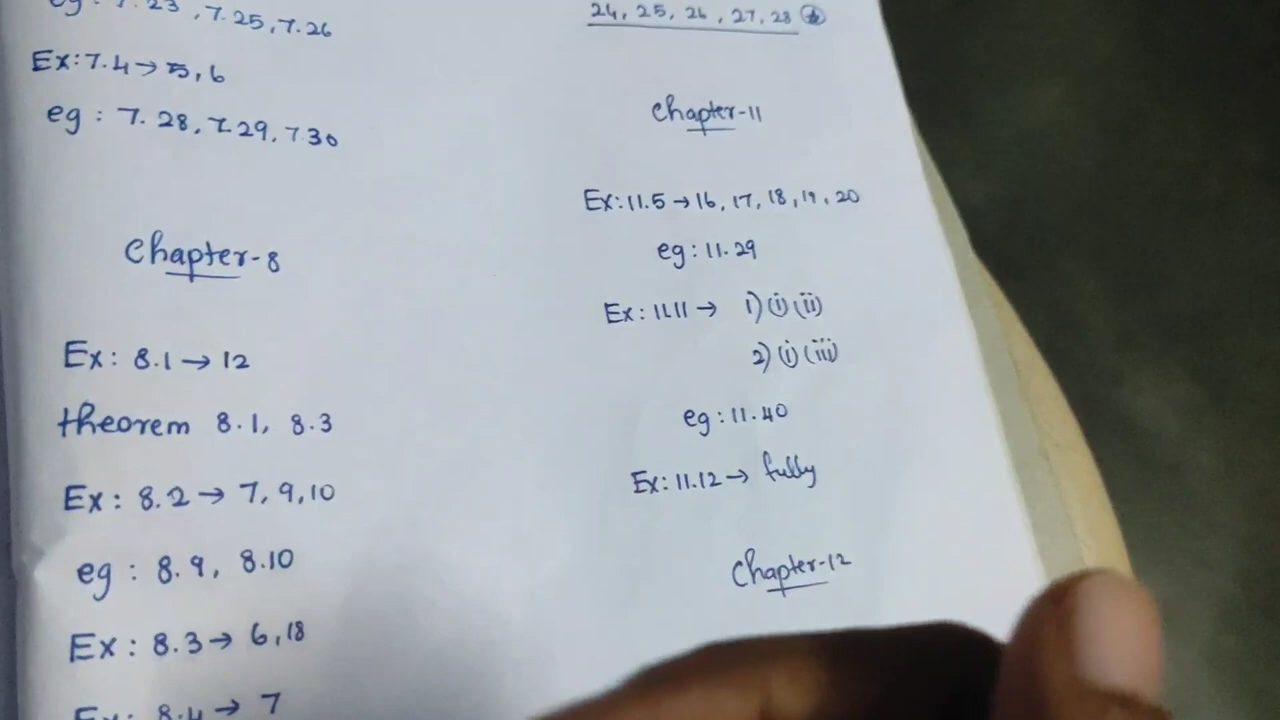 eg : 7.23, 7.25, 7.26
Ex: 7.4 → 5, 6
eg : 7.28, 7.29, 7.30
Chapter-8
Ex: 8.1 → 12
theorem 8.1, 8.3
Ex: 8.2 → 7, 9, 10
eg : 8.9, 8.10
Ex: 8.3 → 6, 18
Ex: 8.4 → 7
24, 25, 26, 27, 28
Chapter-11
Ex: 11.5 → 16, 17, 18, 19, 20
eg : 11.29
Ex: 11.11 → 1) (i) (ii)
2) (i) (iii)
eg : 11.40
Ex: 11.12 → fully
Chapter-12